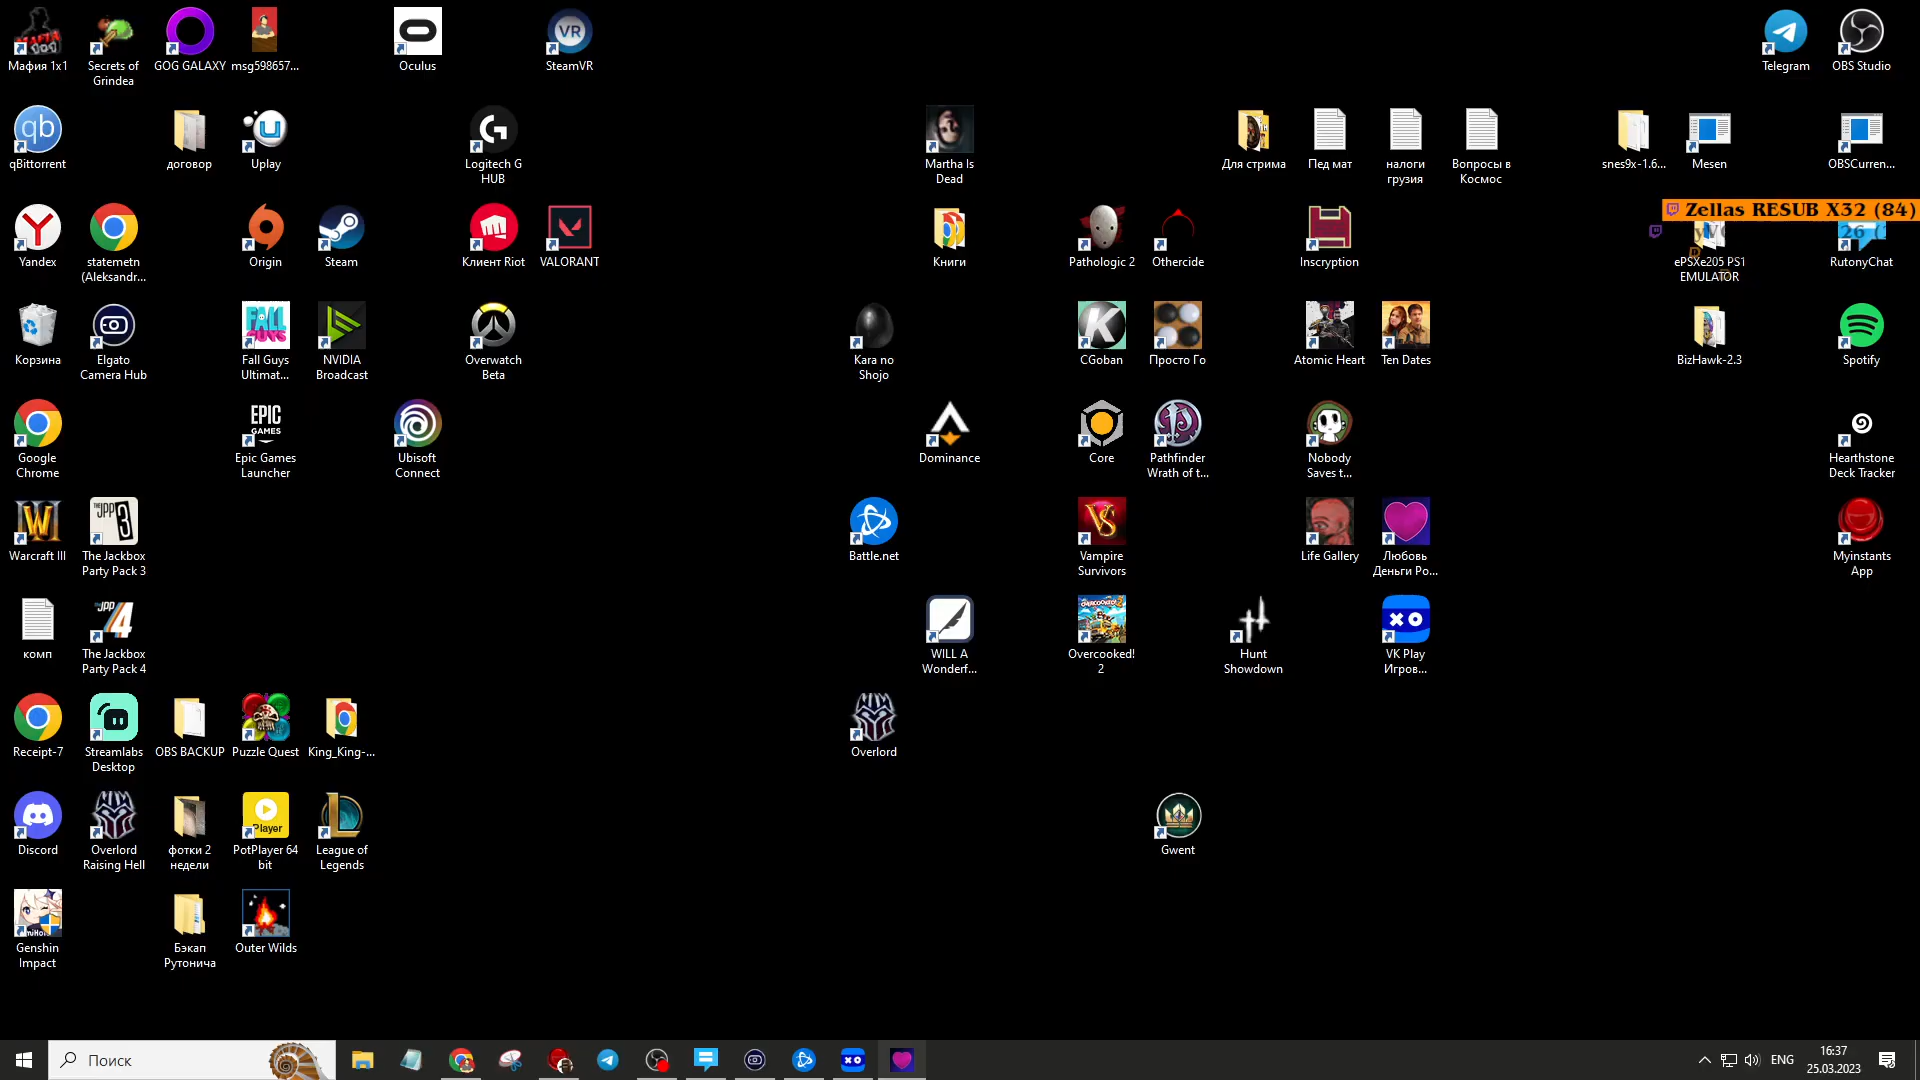 Мафия 1x1
Secrets of
Grindea
GOG GALAXY
msg598657...
Oculus
SteamVR
Telegram
OBS Studio
qBittorrent
договор
Uplay
Logitech G
HUB
Martha Is
Dead
Для стрима
Пед мат
налоги
грузия
Вопросы в
Космос
snes9x-1.6...
Mesen
OBSCurren...
Zellas RESUB X32 (84)
Yandex
statemetn
(Aleksandr...
Origin
Steam
Клиент Riot
VALORANT
Книги
Pathologic 2
Othercide
Inscryption
ePSXe205 PS1
EMULATOR
RutonyChat
Корзина
Elgato
Camera Hub
FALL
GUYS
Fall Guys
Ultimat...
NVIDIA
Broadcast
Overwatch
Beta
Kara no
Shojo
CGoban
Просто Го
Atomic Heart
Ten Dates
BizHawk-2.3
Spotify
Google
Chrome
EPIC
GAMES
Epic Games
Launcher
Ubisoft
Connect
Dominance
Core
Pathfinder
Wrath of t...
Nobody
Saves t...
Hearthstone
Deck Tracker
Warcraft III
The Jackbox
Party Pack 3
Battle.net
Vampire
Survivors
Life Gallery
Любовь
Деньги Ро...
Myinstants
App
комп
The Jackbox
Party Pack 4
WILL A
Wonderf...
Overcooked!
2
Hunt
Showdown
VK Play
Игров...
Receipt-7
Streamlabs
Desktop
OBS BACKUP
Puzzle Quest
King_King-...
Overlord
Discord
Overlord
Raising Hell
фотки 2
недели
Player
PotPlayer 64
bit
League of
Legends
Gwent
Genshin
Impact
Бэкап
Рутонича
Outer Wilds
Поиск
ENG
16:37
25.03.2023